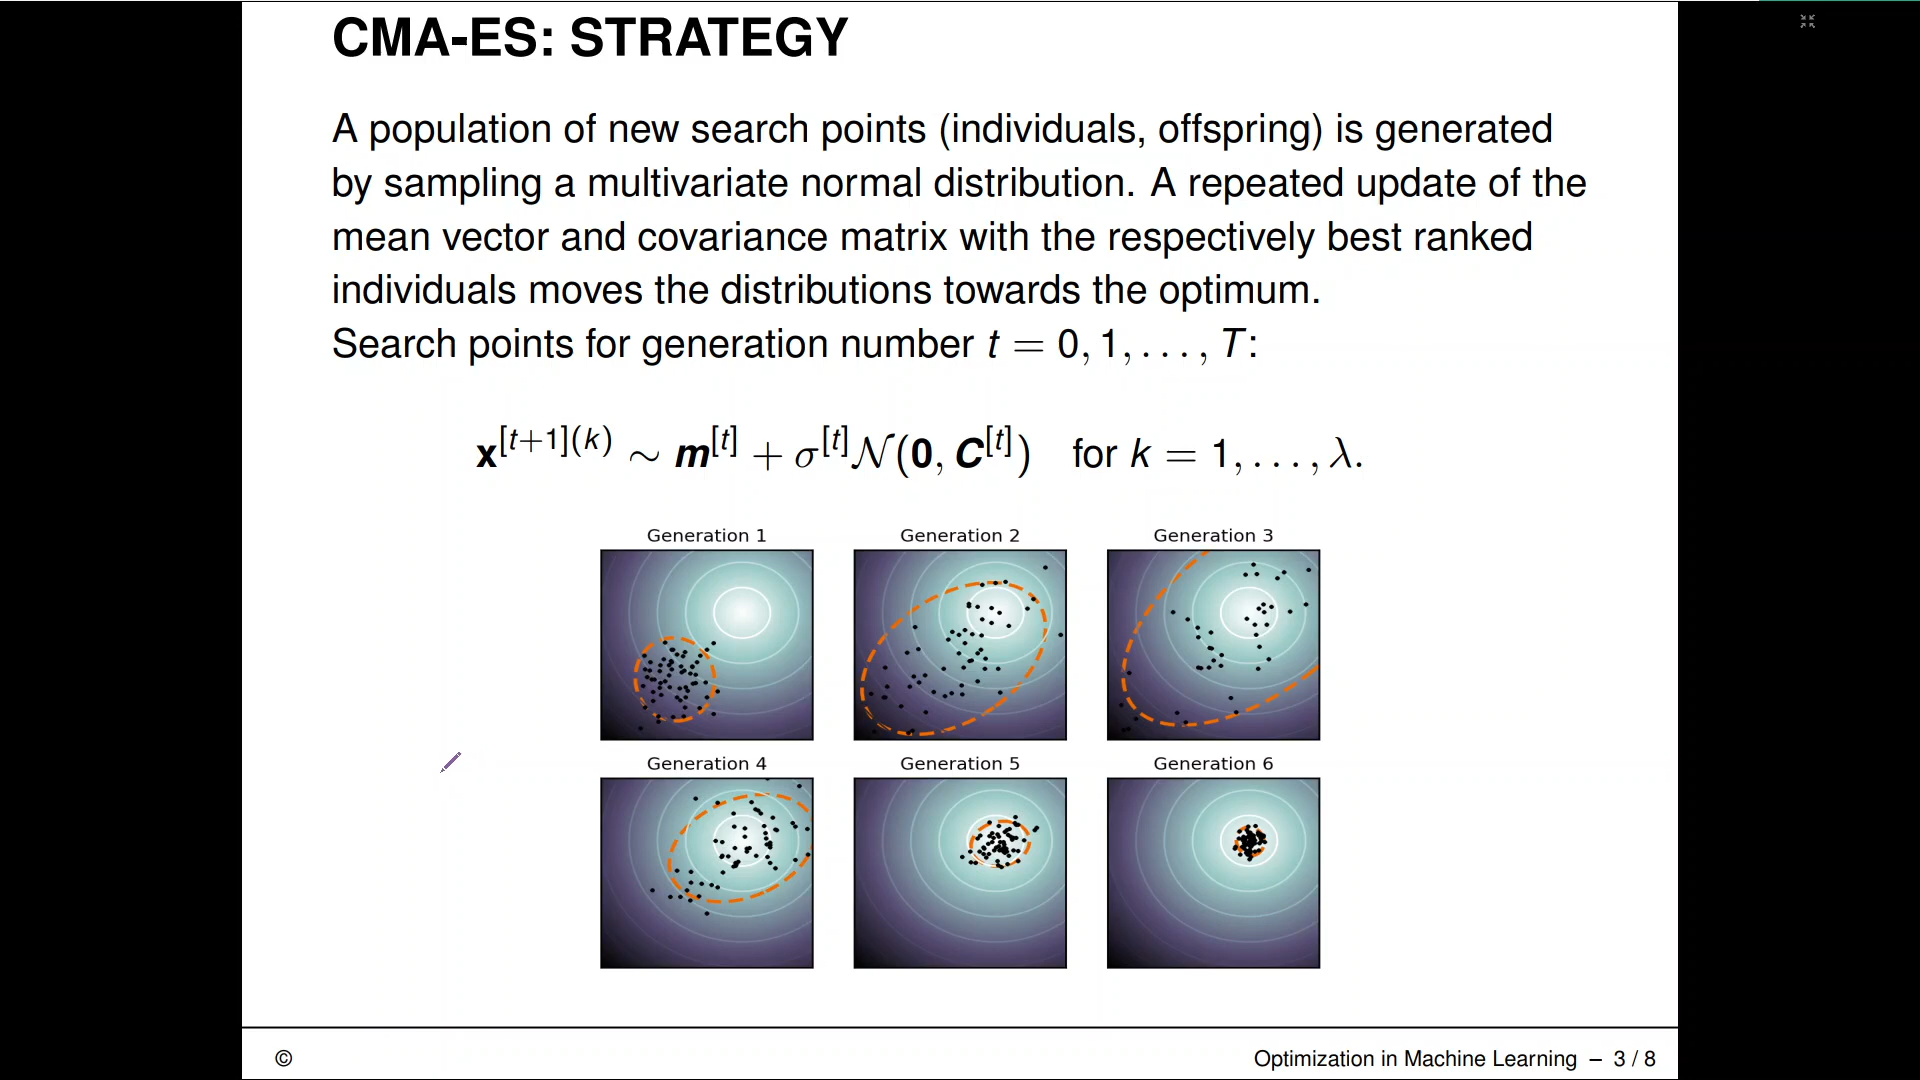 CMA-ES: STRATEGY
A population of new search points (individuals, offspring) is generated
by sampling a multivariate normal distribution. A repeated update of the
mean vector and covariance matrix with the respectively best ranked
individuals moves the distributions towards the optimum.
Search points for generation number t = 0, 1, . . . , T:
x^{[t+1](k)} ∼ m^{[t]} + σ^{[t]}𝒩(0, C^{[t]}) for k = 1, . . . , λ.
Generation 1 Generation 2 Generation 3
Generation 4 Generation 5 Generation 6
© Optimization in Machine Learning – 3 / 8